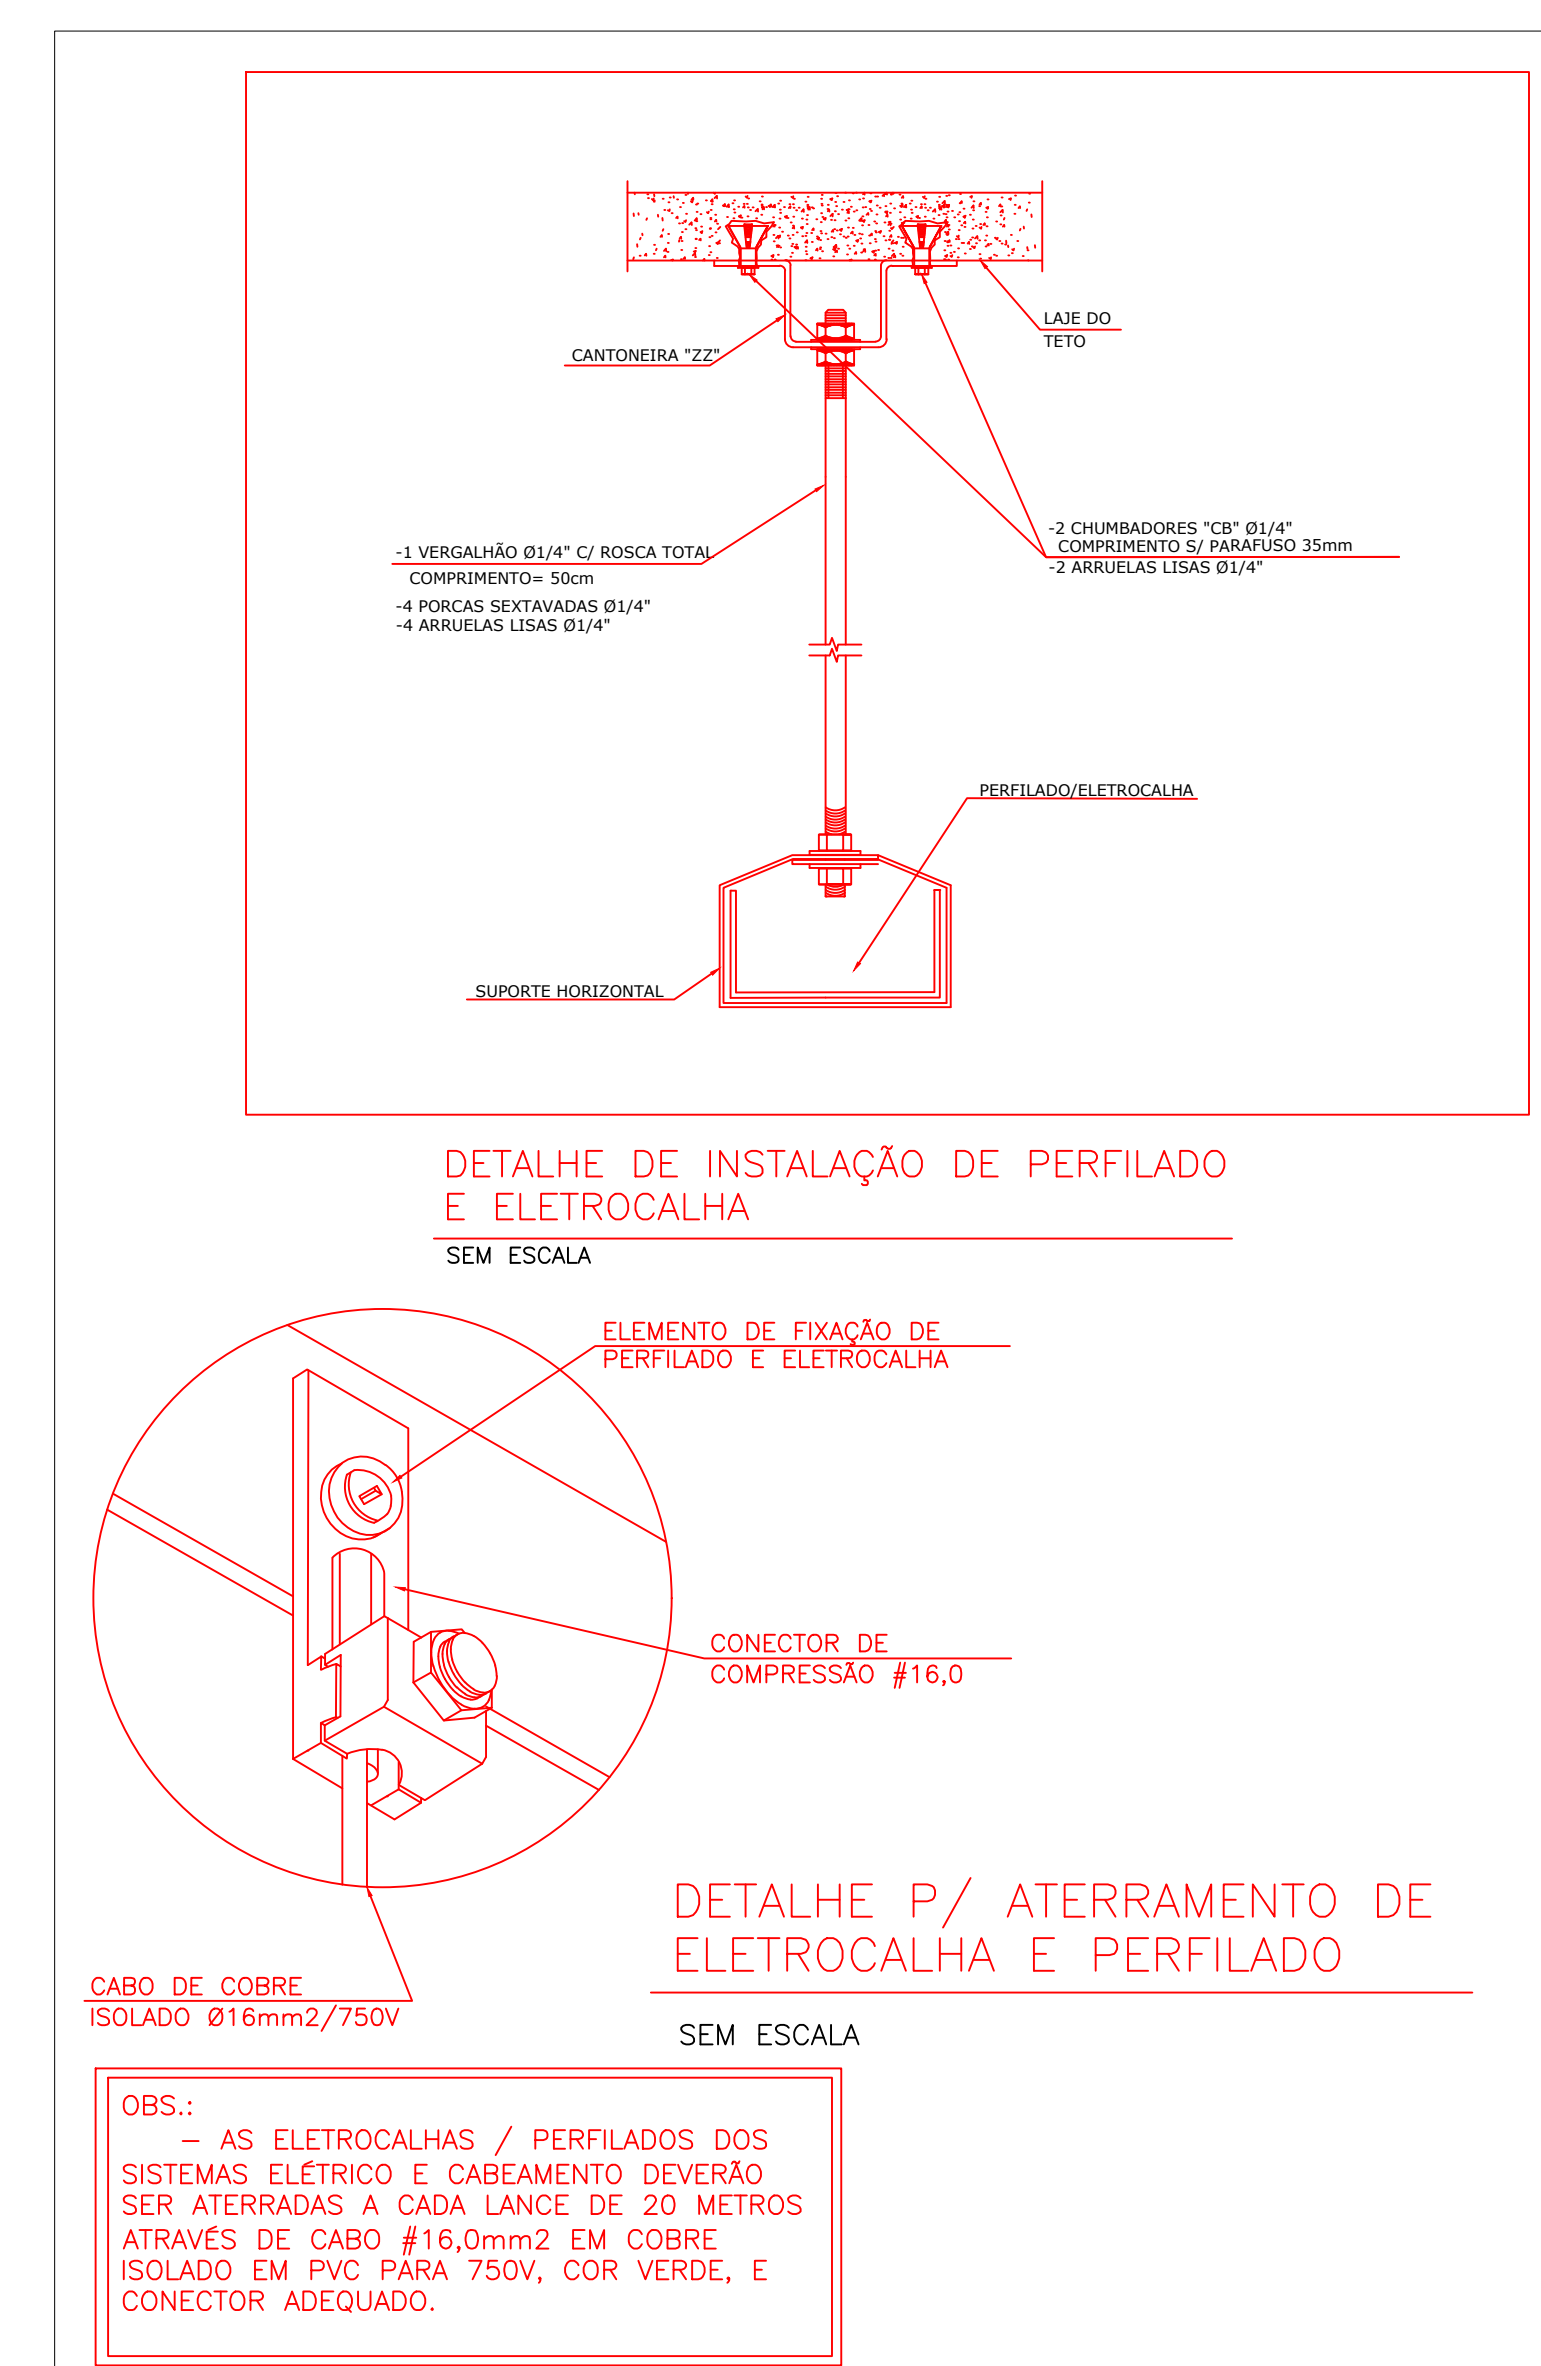 LAJE DO
TETO
CANTONEIRA "ZZ"
-2 CHUMBADORES "CB" Ø1/4"
COMPRIMENTO S/ PARAFUSO 35mm
-2 ARRUELAS LISAS Ø1/4"
-1 VERGALHÃO Ø1/4" C/ ROSCA TOTAL
COMPRIMENTO= 50cm
-4 PORCAS SEXTAVADAS Ø1/4"
-4 ARRUELAS LISAS Ø1/4"
PERFILADO/ELETROCALHA
SUPORTE HORIZONTAL
DETALHE DE INSTALAÇÃO DE PERFILADO
E ELETROCALHA
SEM ESCALA
ELEMENTO DE FIXAÇÃO DE
PERFILADO E ELETROCALHA
CONECTOR DE
COMPRESSÃO #16,0
DETALHE P/ ATERRAMENTO DE
ELETROCALHA E PERFILADO
SEM ESCALA
CABO DE COBRE
ISOLADO Ø16mm2/750V
OBS.:
– AS ELETROCALHAS / PERFILADOS DOS
SISTEMAS ELÉTRICO E CABEAMENTO DEVERÃO
SER ATERRADAS A CADA LANCE DE 20 METROS
ATRAVÉS DE CABO #16,0mm2 EM COBRE
ISOLADO EM PVC PARA 750V, COR VERDE, E
CONECTOR ADEQUADO.